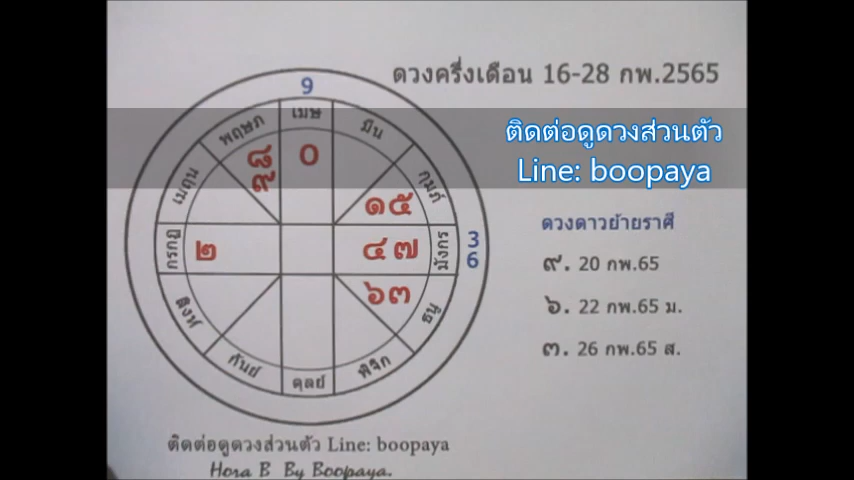 ดวงครึ่งเดือน 16-28 กพ.2565
ติดต่อดูดวงส่วนตัว
Line: boopaya
9
เมษ
มีน
พฤษภ
กุมภ์
เมถุน
๘
๙
๐
๑๕
ดวงดาวย้ายราศี
กรกฏ
๒
๔๗
มังกร
3
6
๙. 20 กพ.65
๖๓
สิงห์
ธนู
๖. 22 กพ.65 ม.
๓. 26 กพ.65 ส.
กันย์
ตุลย์
พิจิก
ติดต่อดูดวงส่วนตัว Line: boopaya
Hora B By Boopaya.